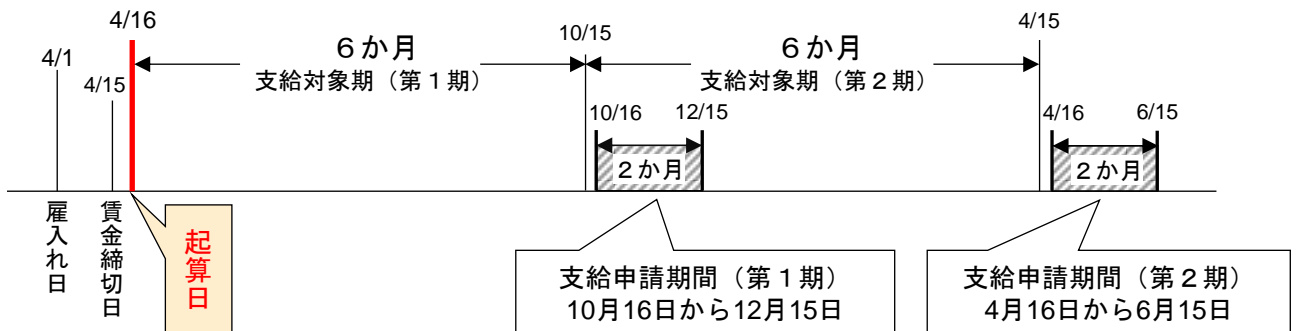 4/16
4/1
4/15
6か月
支給対象期（第１期）
10/15
6か月
支給対象期（第２期）
4/15
10/16
12/15
２か月
4/16
6/15
２か月
雇入れ日
賃金締切日
起算日
支給申請期間（第１期）
10月16日から12月15日
支給申請期間（第２期）
4月16日から6月15日